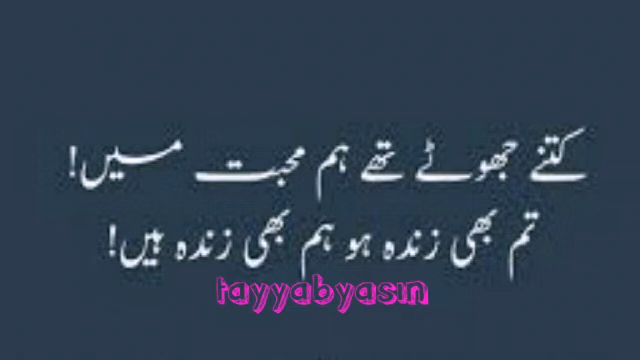 کتنے جھوٹے تھے ہم محبت میں!
تم بھی زندہ ہو ہم بھی زندہ ہیں!
tayyabyasin